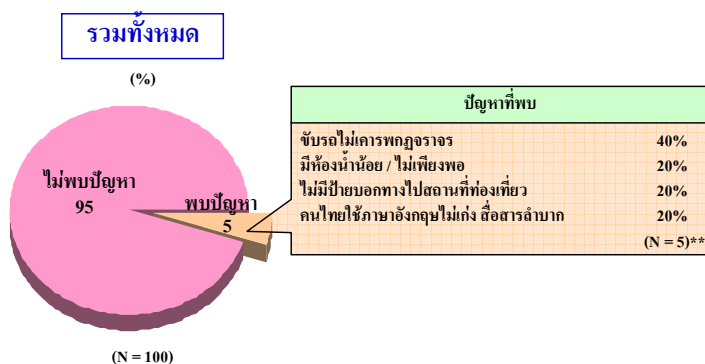 รวมทั้งหมด
(%)
ปัญหาที่พบ
ขับรถไม่เคารพกฏจราจร 40%
มีห้องน้ำน้อย / ไม่เพียงพอ 20%
ไม่มีป้ายบอกทางไปสถานที่ท่องเที่ยว 20%
คนไทยใช้ภาษาอังกฤษไม่เก่ง สื่อสารลำบาก 20%
(N = 5)**
ไม่พบปัญหา
95
พบปัญหา
5
(N = 100)